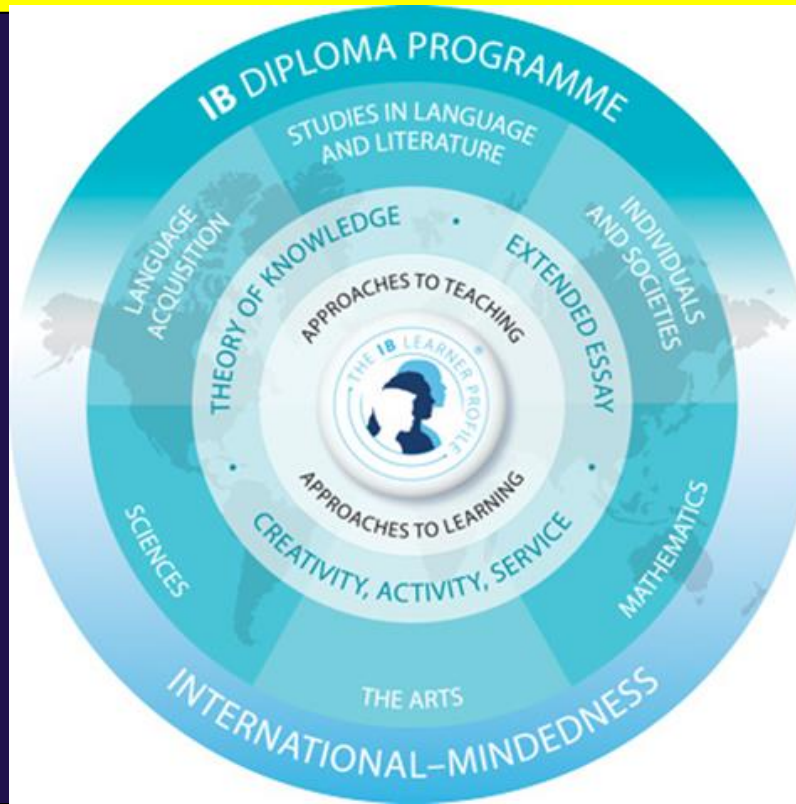 IB DIPLOMA PROGRAMME
STUDIES IN LANGUAGE
AND LITERATURE
LANGUAGE
ACQUISITION
INDIVIDUALS
AND SOCIETIES
THEORY OF KNOWLEDGE
•
EXTENDED ESSAY
APPROACHES TO TEACHING
THE IB LEARNER PROFILE
®
APPROACHES TO LEARNING
•
CREATIVITY, ACTIVITY, SERVICE
•
SCIENCES
MATHEMATICS
THE ARTS
INTERNATIONAL–MINDEDNESS